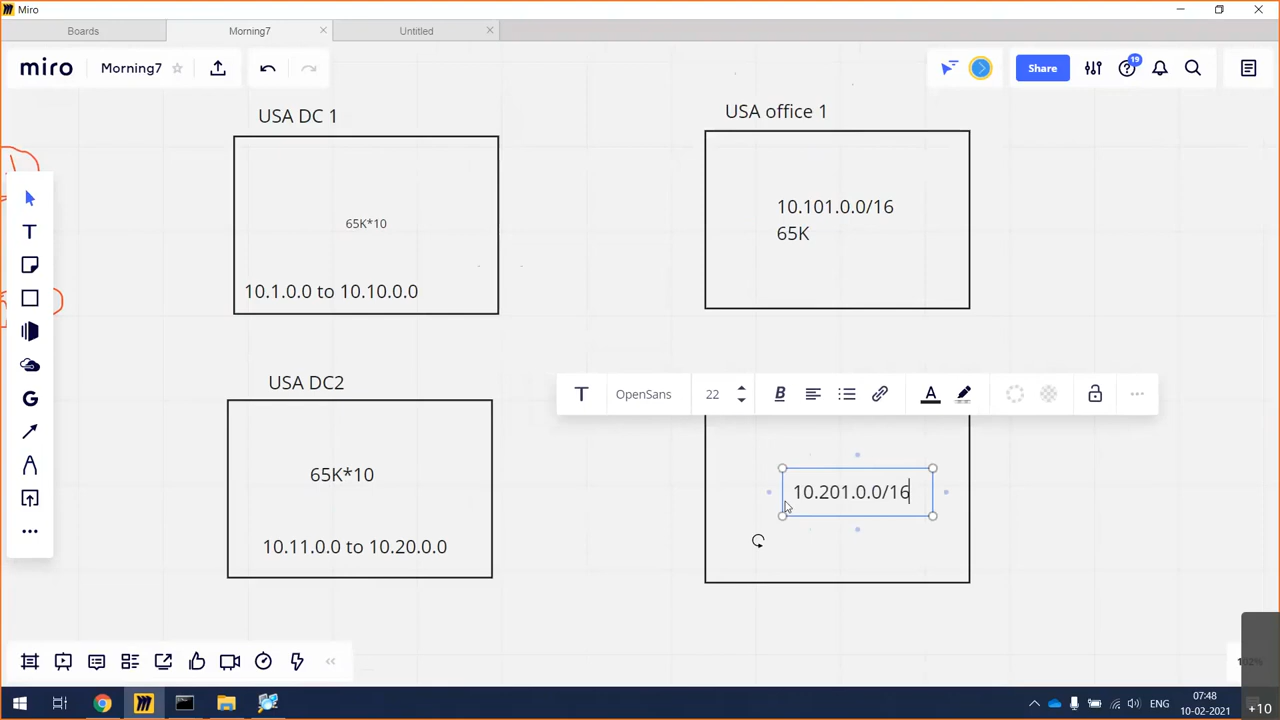 Miro
Boards
Morning7
Untitled
miro
Morning7
Share
19
USA DC 1
65K*10
10.1.0.0 to 10.10.0.0
USA office 1
10.101.0.0/16
65K
OpenSans
22
B
A
USA DC2
65K*10
10.11.0.0 to 10.20.0.0
10.201.0.0/16
102%
ENG
07:48
10-02-2021
+10